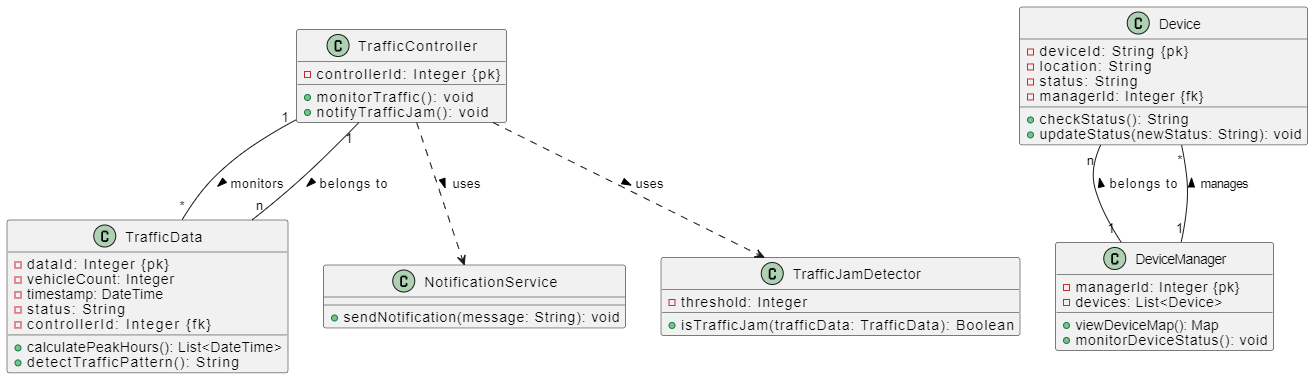 C TrafficController
controllerId: Integer {pk}
monitorTraffic(): void
notifyTrafficJam(): void
C Device
deviceId: String {pk}
location: String
status: String
managerId: Integer {fk}
checkStatus(): String
updateStatus(newStatus: String): void
1
1
monitors
belongs to
uses
uses
*
n
n
*
belongs to
manages
1
1
C TrafficData
dataId: Integer {pk}
vehicleCount: Integer
timestamp: DateTime
status: String
controllerId: Integer {fk}
calculatePeakHours(): List<DateTime>
detectTrafficPattern(): String
C NotificationService
sendNotification(message: String): void
C TrafficJamDetector
threshold: Integer
isTrafficJam(trafficData: TrafficData): Boolean
C DeviceManager
managerId: Integer {pk}
devices: List<Device>
viewDeviceMap(): Map
monitorDeviceStatus(): void